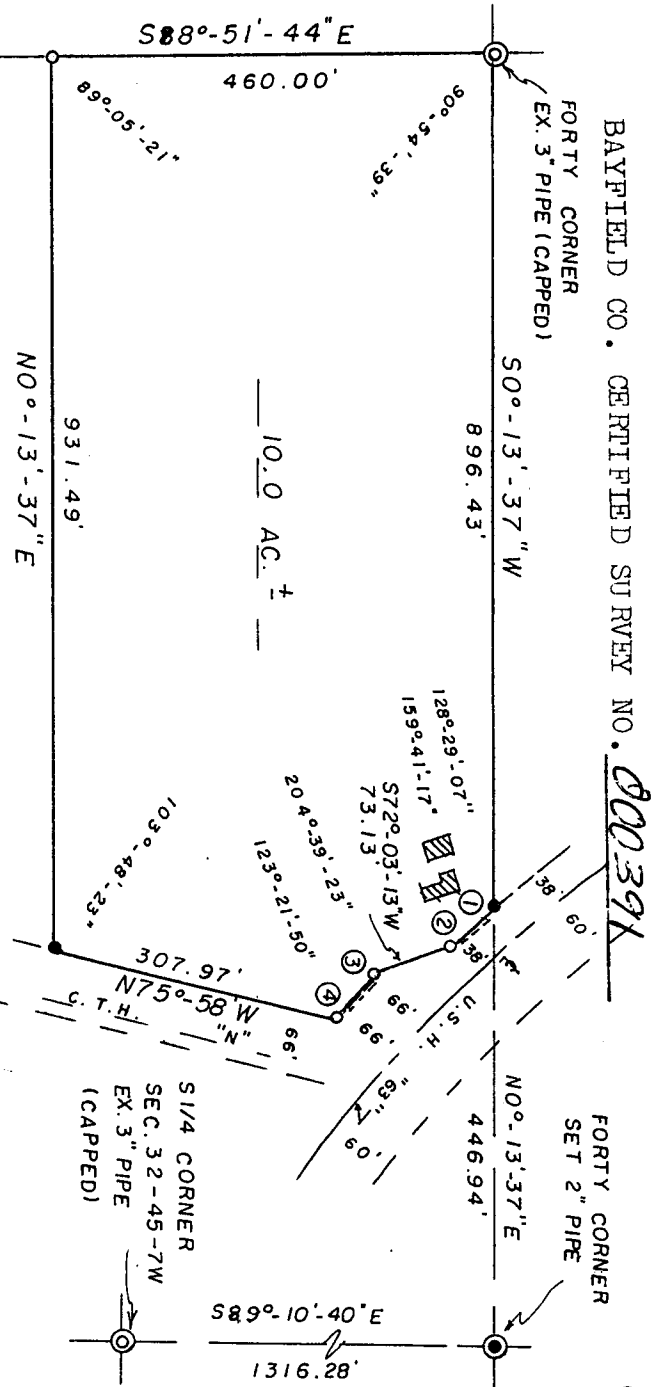 BAYFIELD CO. CERTIFIED SURVEY NO.
FORTY CORNER
EX. 3" PIPE (CAPPED)
FORTY CORNER
SET 2" PIPE
S88°-51'-44"E
460.00'
90°-54'-39"
89°-05'-21"
S0°-13'-37"W
896.43'
10.0 AC. ±
931.49'
N0°-13'-37"E
128°-29'-07"
159°-41'-17"
S72°-03'-13"W
73.13'
204°-39'-23"
123°-21'-50"
103°-48'-23"
1
2
3
4
38'
60'
38'
66'
66'
U.S.H.
"63"
60'
307.97'
N75°-58'W
C.T.H. "N"
66'
N0°-13'-37"E
446.94'
S89°-10'-40"E
1316.28'
S 1/4 CORNER
SEC. 32-45-7W
EX. 3" PIPE
(CAPPED)